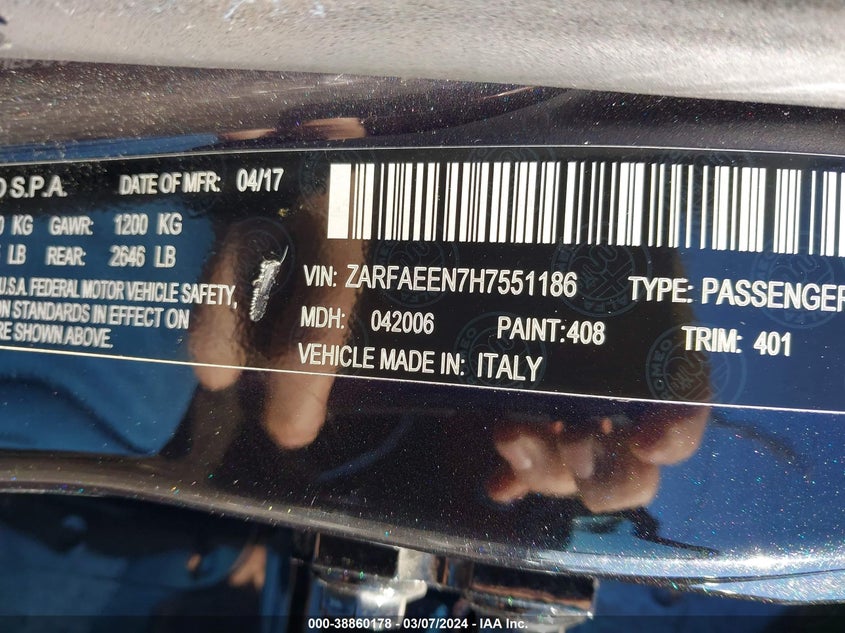 O S.P.A. DATE OF MFR: 04/17
0 KG GAWR: 1200 KG
LB REAR: 2646 LB
U.S.A. FEDERAL MOTOR VEHICLE SAFETY,
ION STANDARDS IN EFFECT ON
RE SHOWN ABOVE.
VIN: ZARFAEEN7H7551186 TYPE: PASSENGER
MDH: 042006 PAINT:408 TRIM: 401
VEHICLE MADE IN: ITALY
000-38860178 - 03/07/2024 - IAA Inc.